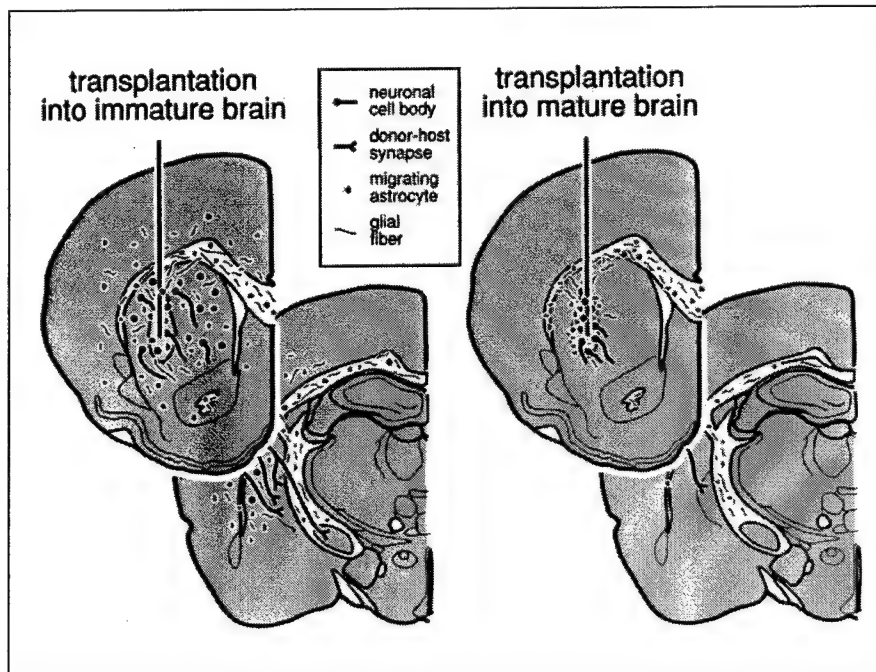 transplantation
into immature brain
neuronal
cell body
donor-host
synapse
migrating
astrocyte
glial
fiber
transplantation
into mature brain